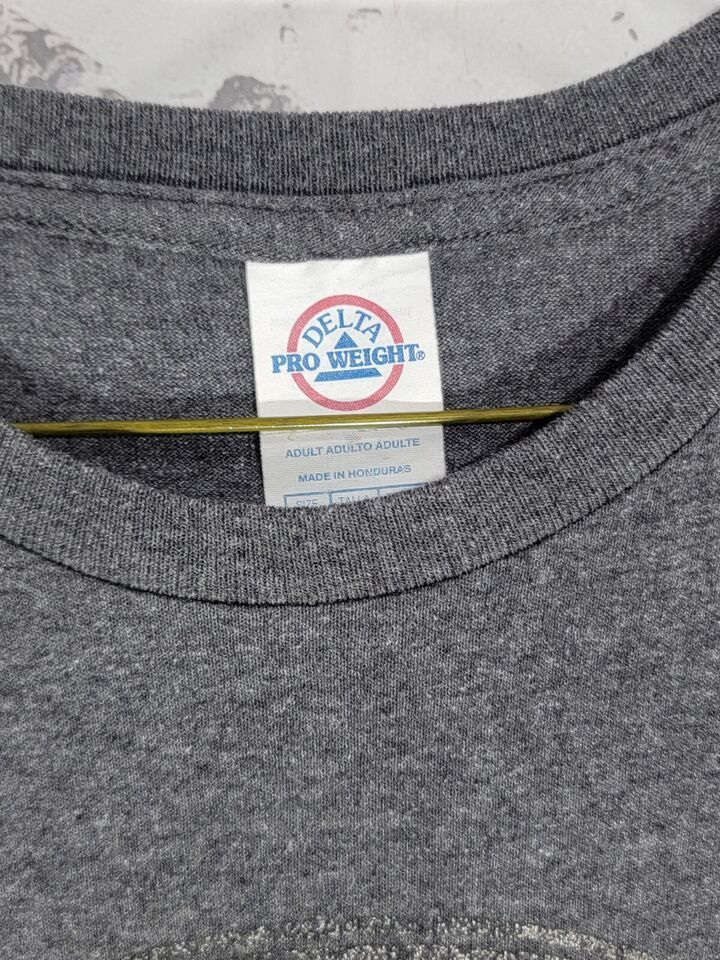 DELTA
PRO WEIGHT®
ADULT ADULTO ADULTE
MADE IN HONDURAS
SIZE TALLA